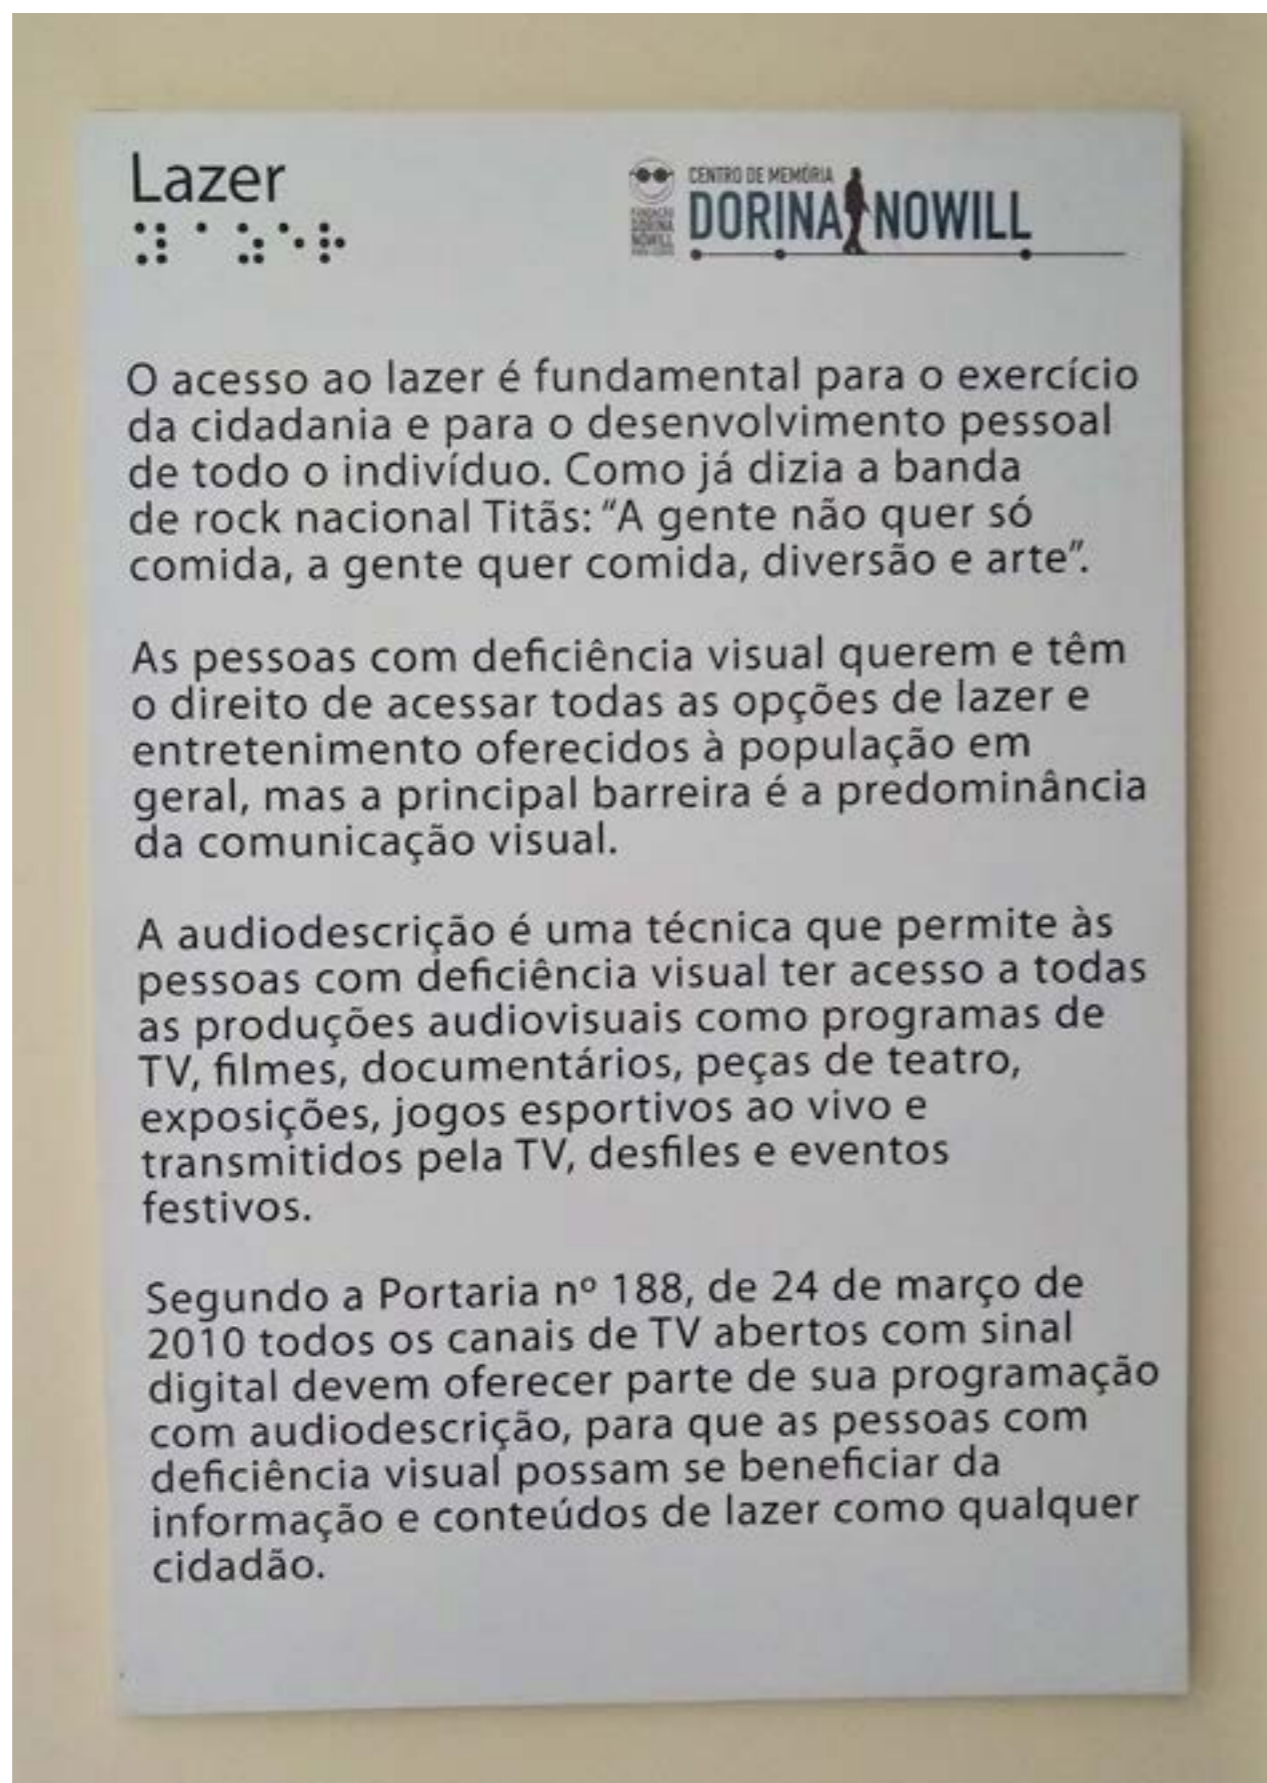 Lazer
CENTRO DE MEMÓRIA
DORINA NOWILL
FUNDAÇÃO
DORINA
NOWILL
O acesso ao lazer é fundamental para o exercício
da cidadania e para o desenvolvimento pessoal
de todo o indivíduo. Como já dizia a banda
de rock nacional Titãs: “A gente não quer só
comida, a gente quer comida, diversão e arte”.
As pessoas com deficiência visual querem e têm
o direito de acessar todas as opções de lazer e
entretenimento oferecidos à população em
geral, mas a principal barreira é a predominância
da comunicação visual.
A audiodescrição é uma técnica que permite às
pessoas com deficiência visual ter acesso a todas
as produções audiovisuais como programas de
TV, filmes, documentários, peças de teatro,
exposições, jogos esportivos ao vivo e
transmitidos pela TV, desfiles e eventos
festivos.
Segundo a Portaria nº 188, de 24 de março de
2010 todos os canais de TV abertos com sinal
digital devem oferecer parte de sua programação
com audiodescrição, para que as pessoas com
deficiência visual possam se beneficiar da
informação e conteúdos de lazer como qualquer
cidadão.